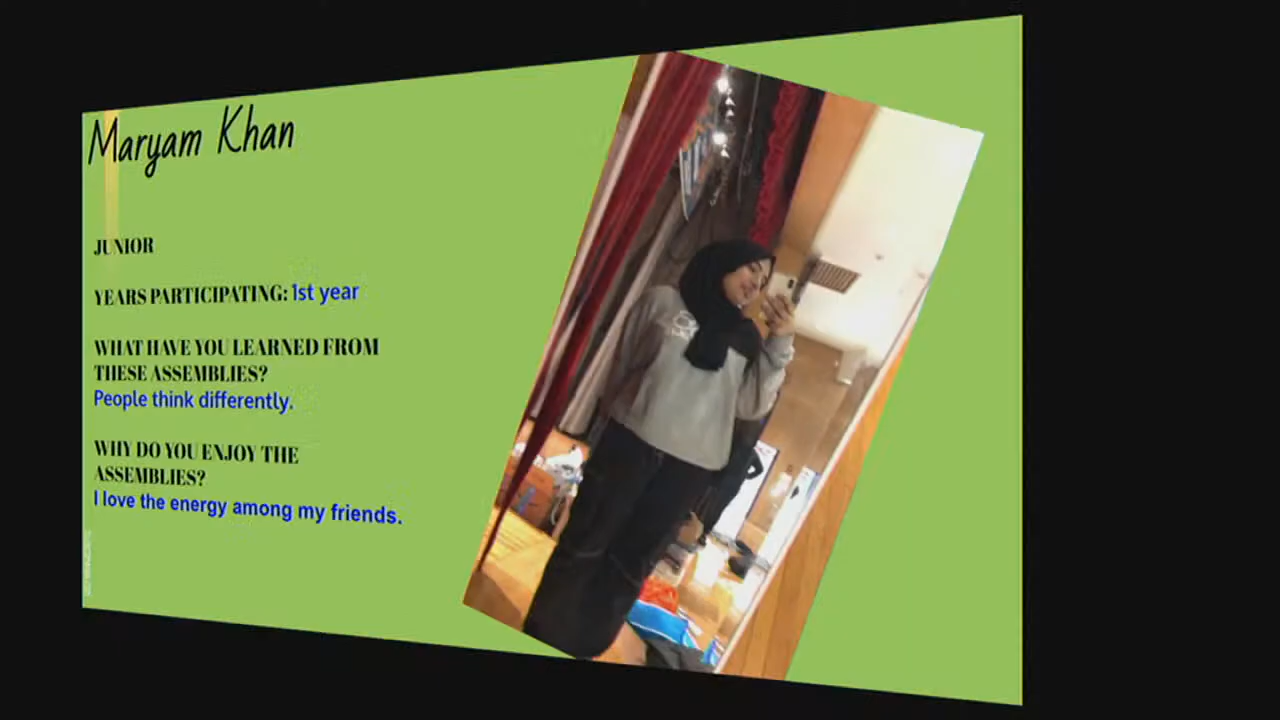 Maryam Khan
JUNIOR
YEARS PARTICIPATING: 1st year
WHAT HAVE YOU LEARNED FROM
THESE ASSEMBLIES?
People think differently.
WHY DO YOU ENJOY THE
ASSEMBLIES?
I love the energy among my friends.